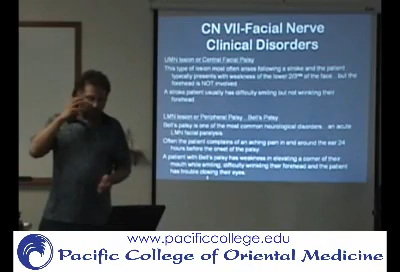 CN VII-Facial Nerve
Clinical Disorders
UMN lesion or Central Facial Palsy
This type of lesion most often arises following a stroke and the patient
typically presents with weakness of the lower 2/3rd of the face... but the
forehead is NOT involved.
A stroke patient usually has difficulty smiling but not wrinkling their
forehead.
LMN lesion or Peripheral Palsy... Bell's Palsy
Bell's palsy is one of the most common neurological disorders... an acute
LMN facial paralysis.
Often the patient complains of an aching pain in and around the ear 24
hours before the onset of the palsy.
A patient with Bell's palsy has weakness in elevating a corner of their
mouth while smiling, difficulty wrinkling their forehead and the patient
has trouble closing their eyes.
www.pacificcollege.edu
Pacific College of Oriental Medicine